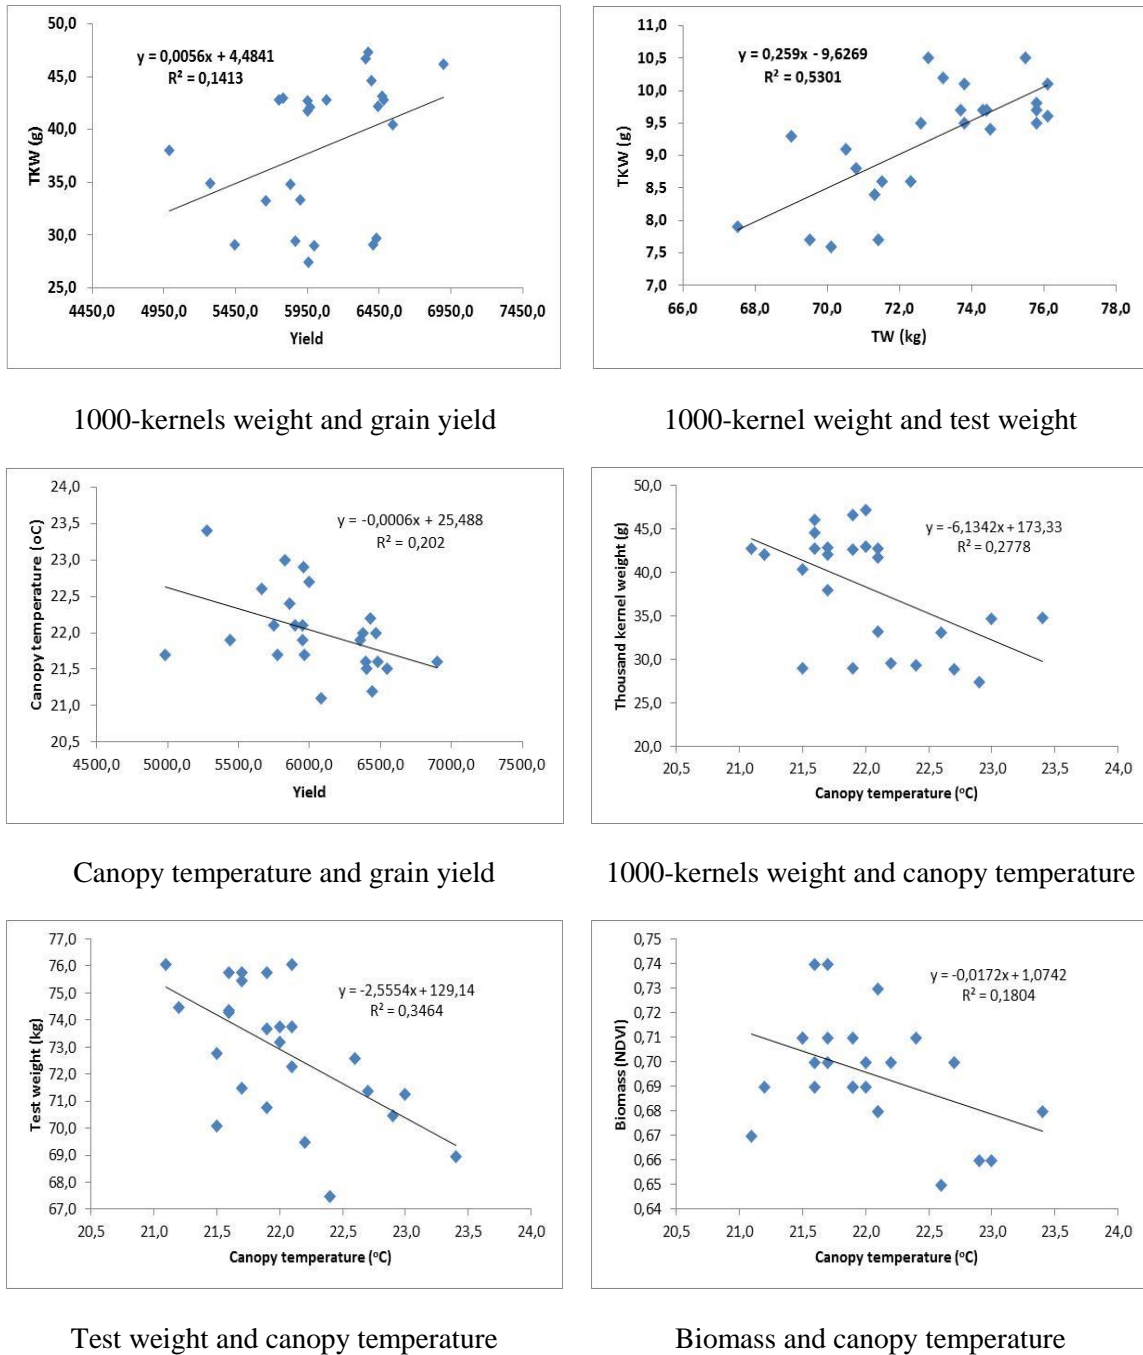 50,0
45,0
40,0
35,0
30,0
25,0
TKW (g)
y = 0,0056x + 4,4841
R² = 0,1413
4450,0 4950,0 5450,0 5950,0 6450,0 6950,0 7450,0
Yield
11,0
10,5
10,0
9,5
9,0
8,5
8,0
7,5
7,0
TKW (g)
y = 0,259x - 9,6269
R² = 0,5301
66,0 70,0 72,0 74,0 76,0 78,0
TW (kg)
1000-kernels weight and grain yield
1000-kernel weight and test weight
24,0
23,5
23,0
22,5
22,0
21,5
21,0
20,5
Canopy temperature (oC)
y = -0,0006x + 25,488
R² = 0,202
4500,0 5000,0 5500,0 6000,0 6500,0 7000,0 7500,0
Yield
50,0
45,0
40,0
35,0
30,0
25,0
20,0
Thousand kernel weight (g)
y = -6,1342x + 173,33
R² = 0,2778
20,5 21,0 21,5 22,0 22,5 23,0 23,5 24,0
Canopy temperature (°C)
Canopy temperature and grain yield
1000-kernels weight and canopy temperature
77,0
76,0
75,0
74,0
73,0
72,0
71,0
70,0
69,0
68,0
67,0
Test weight (kg)
y = -2,5554x + 129,14
R² = 0,3464
20,5 21,0 21,5 22,0 22,5 23,0 23,5 24,0
Canopy temperature (°C)
0,75
0,74
0,73
0,72
0,71
0,70
0,69
0,68
0,67
0,66
0,65
0,64
Biomass (NDVI)
y = -0,0172x + 1,0742
R² = 0,1804
20,5 21,0 21,5 22,0 22,5 23,0 23,5 24,0
Canopy temperature (°C)
Test weight and canopy temperature
Biomass and canopy temperature